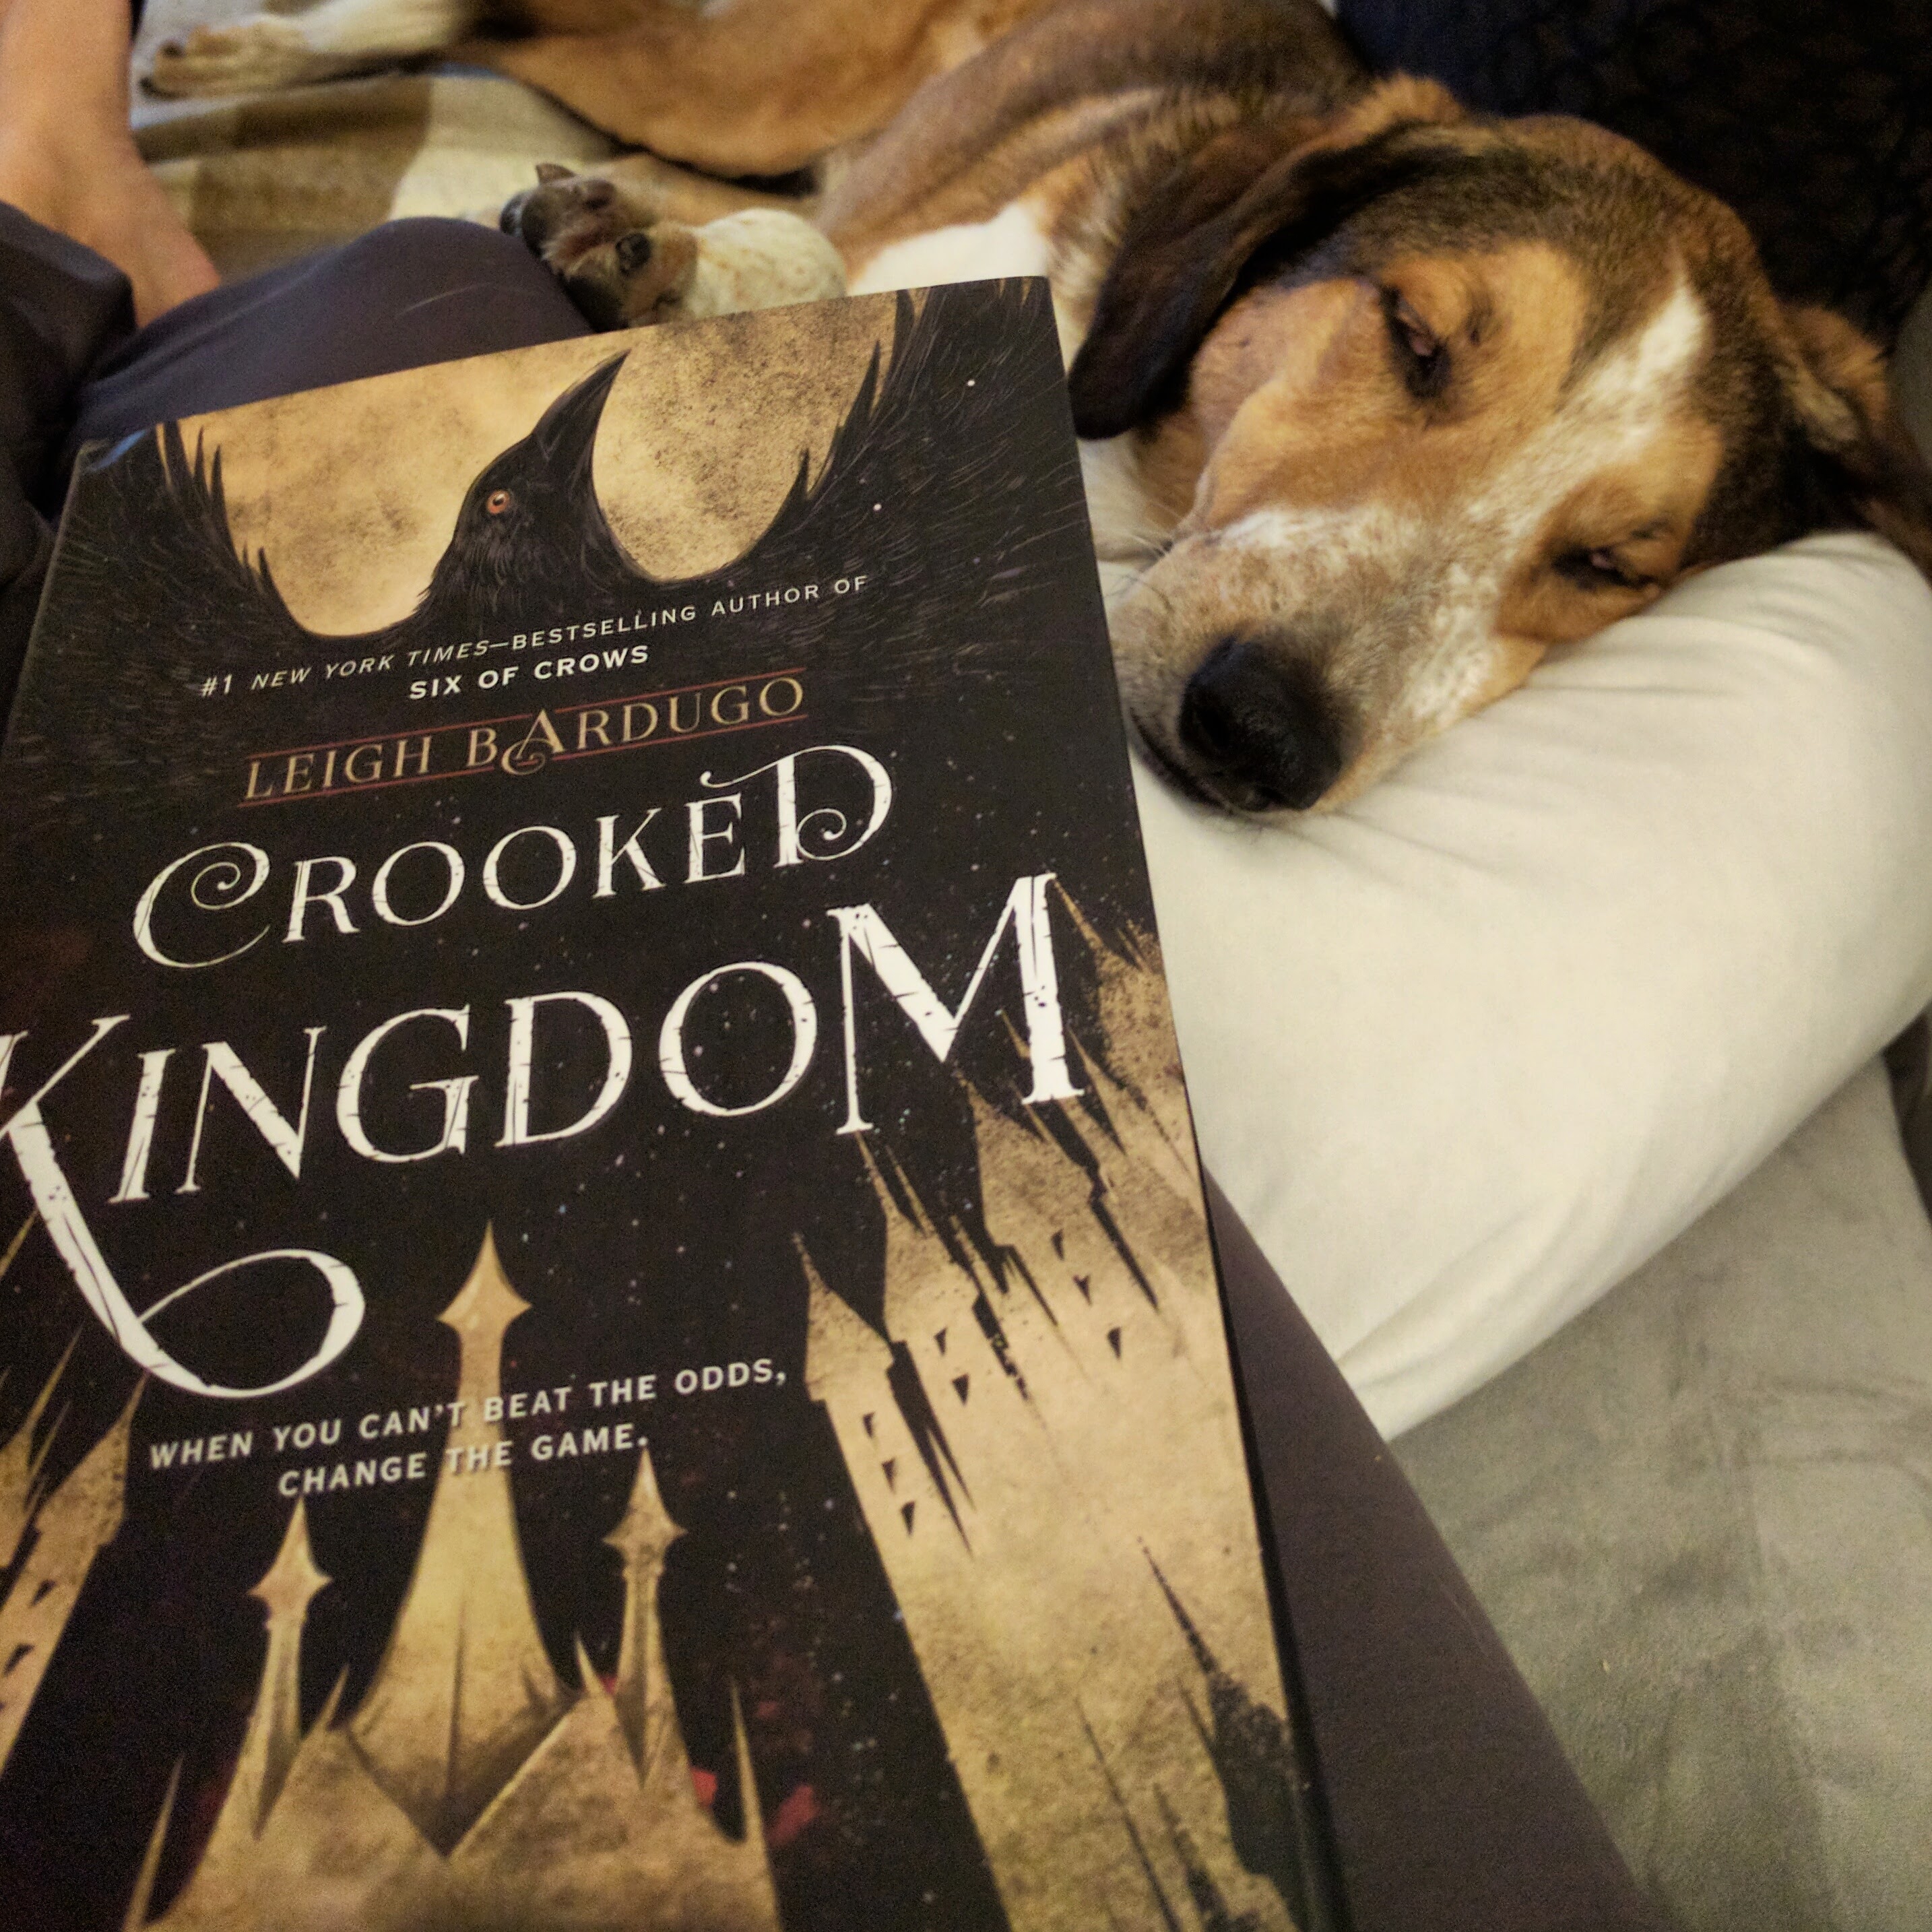 #1 NEW YORK TIMES—BESTSELLING AUTHOR OF
SIX OF CROWS
LEIGH BARDUGO
CROOKED
KINGDOM
WHEN YOU CAN'T BEAT THE ODDS,
CHANGE THE GAME.